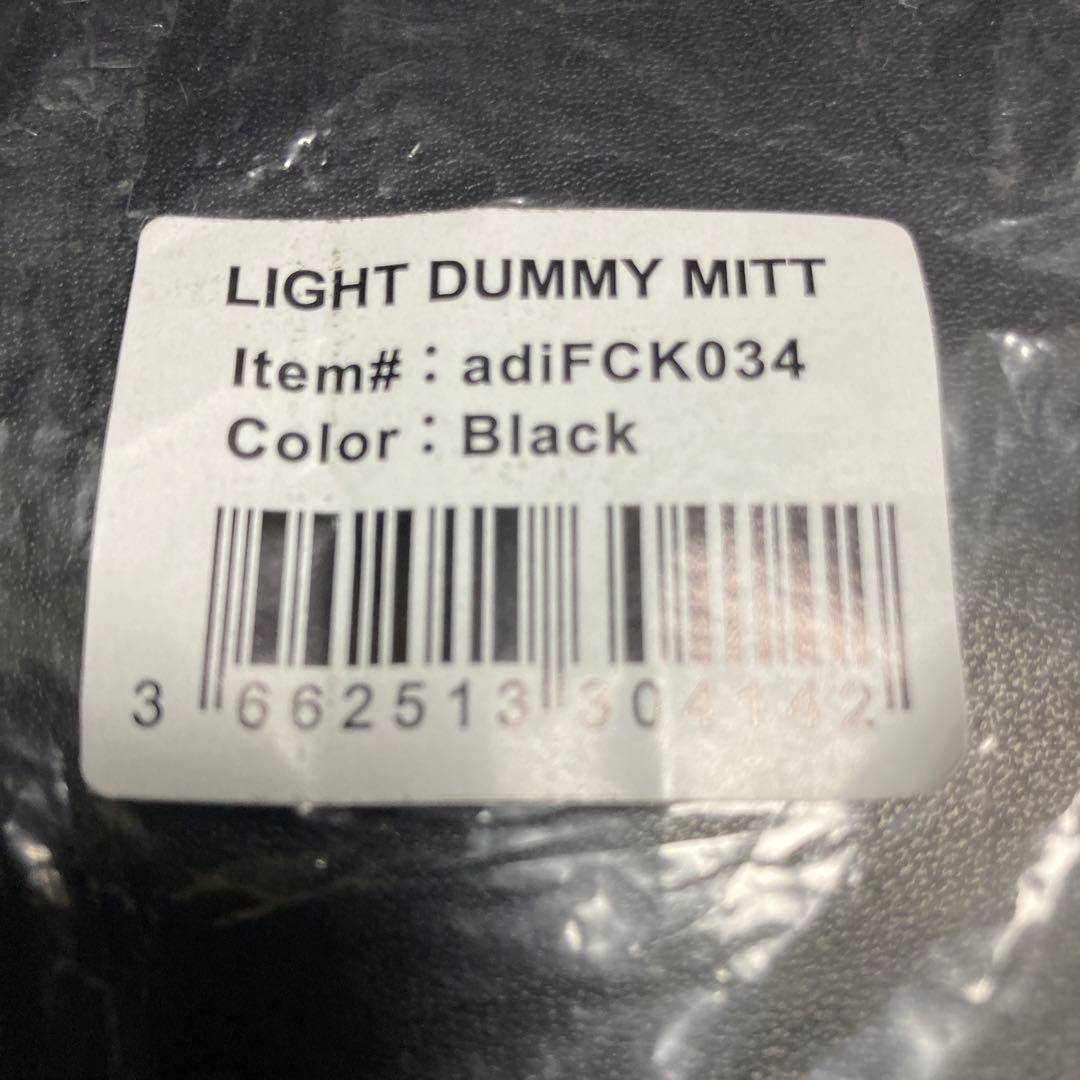 LIGHT DUMMY MITT
Item#：adiFCK034
Color：Black
3 662513 304142